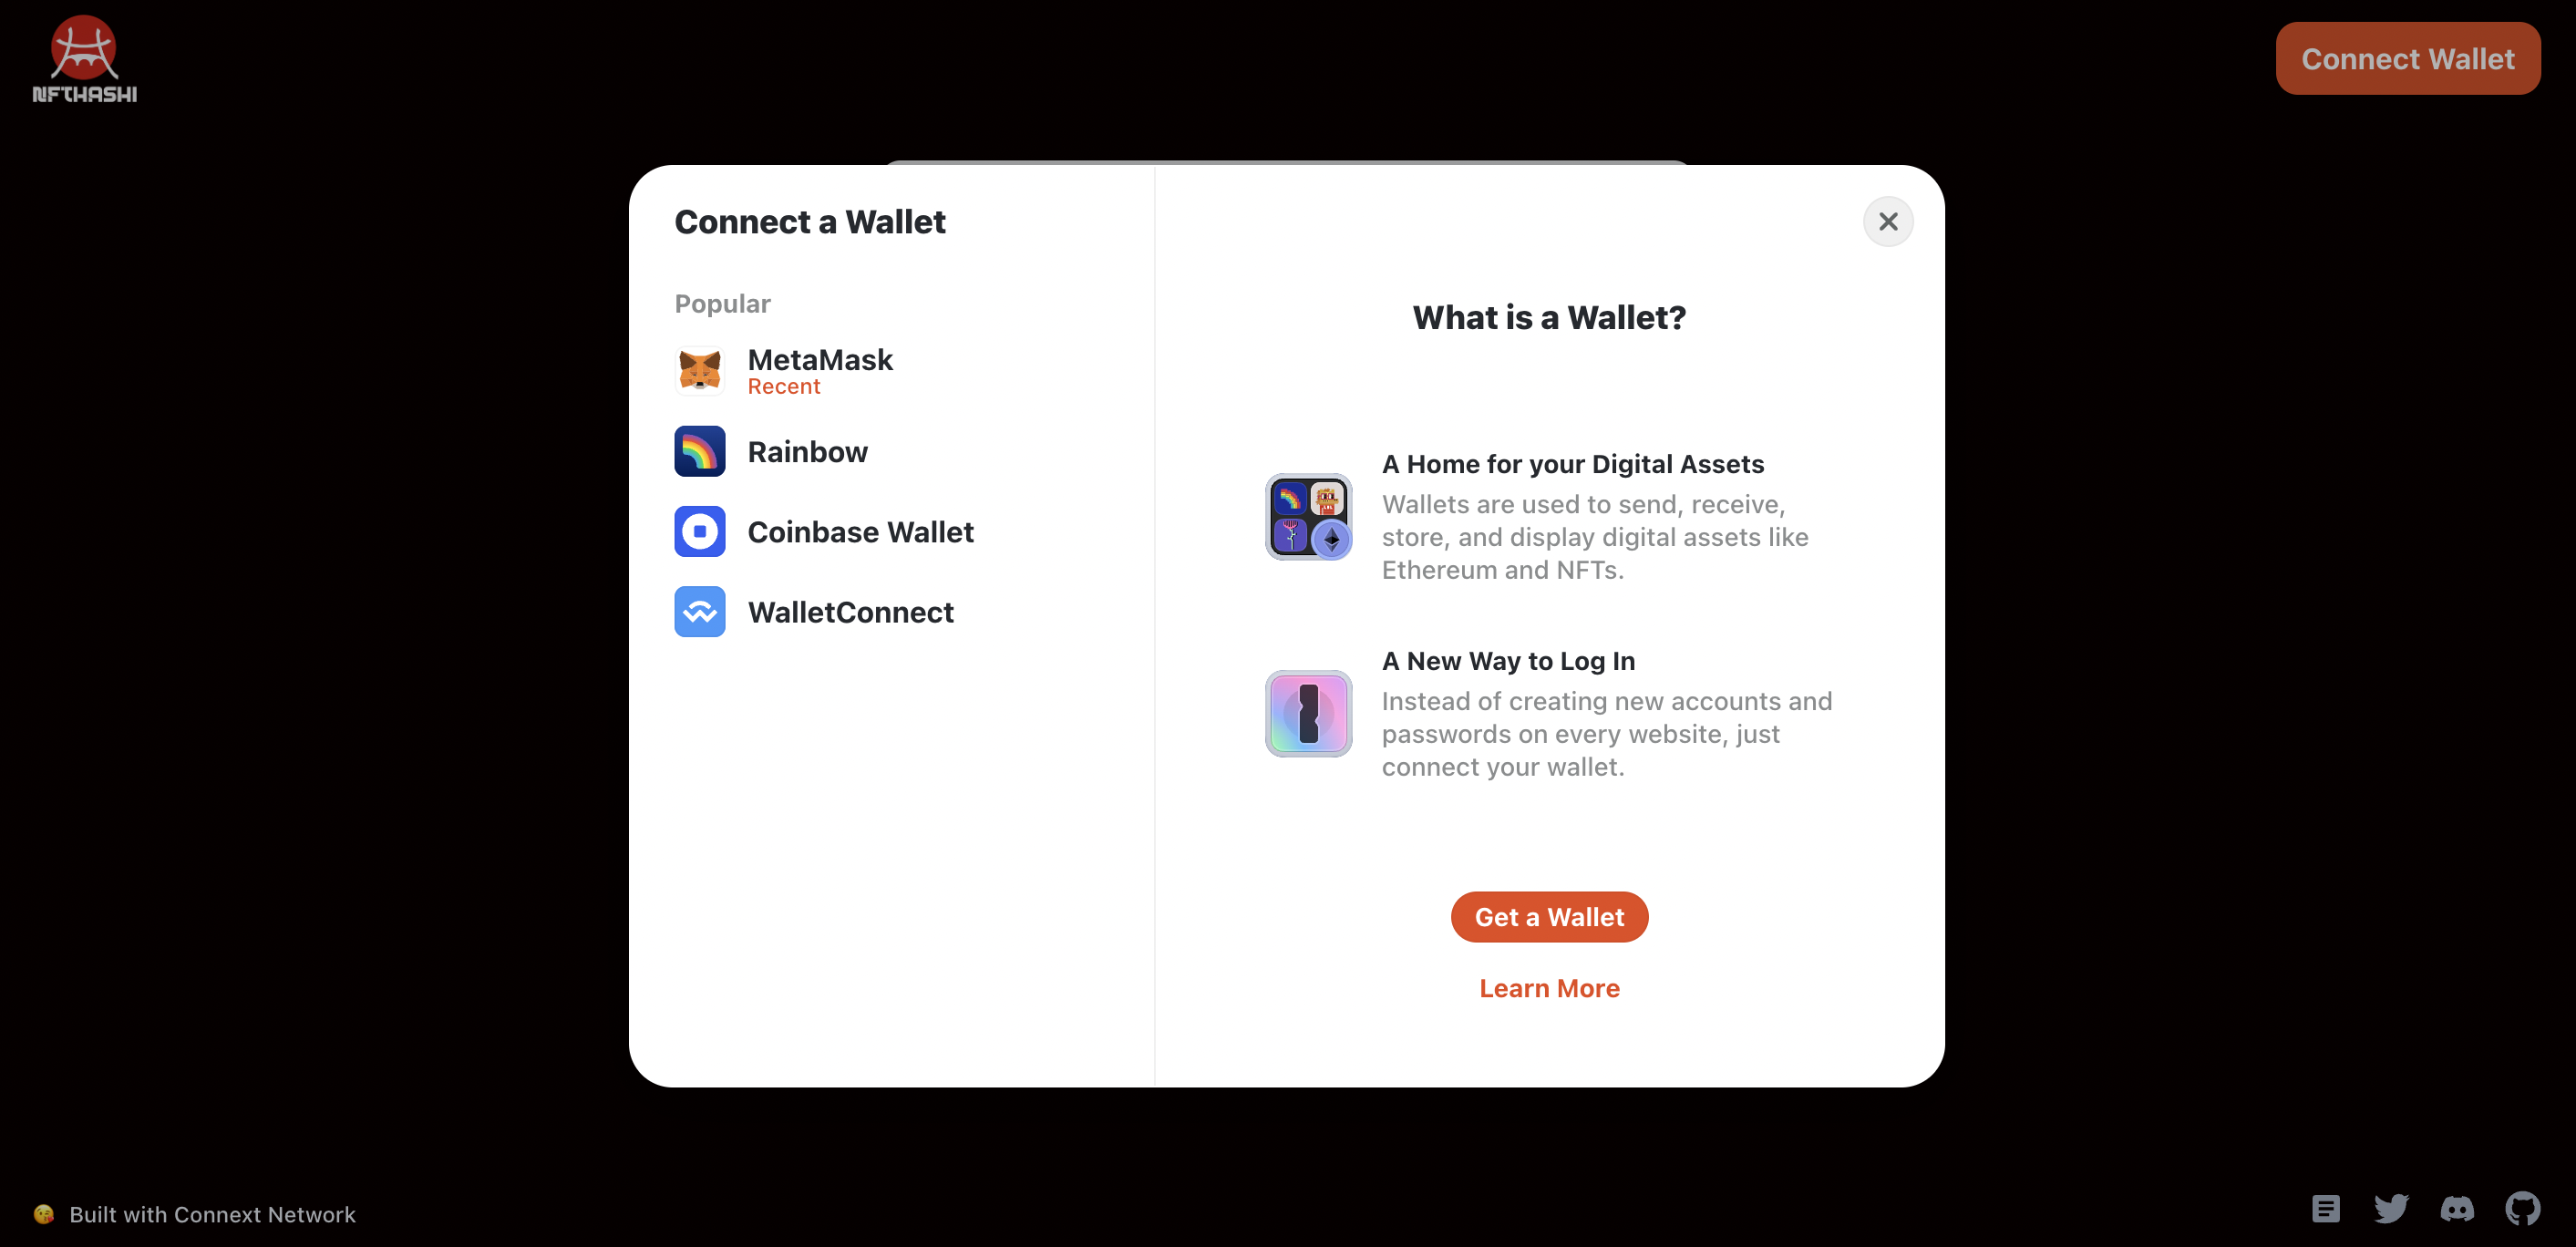 NFTHASHI
Connect Wallet
Connect a Wallet
Popular
MetaMask
Recent
Rainbow
Coinbase Wallet
WalletConnect
What is a Wallet?
A Home for your Digital Assets
Wallets are used to send, receive,
store, and display digital assets like
Ethereum and NFTs.
A New Way to Log In
Instead of creating new accounts and
passwords on every website, just
connect your wallet.
Get a Wallet
Learn More
Built with Connext Network